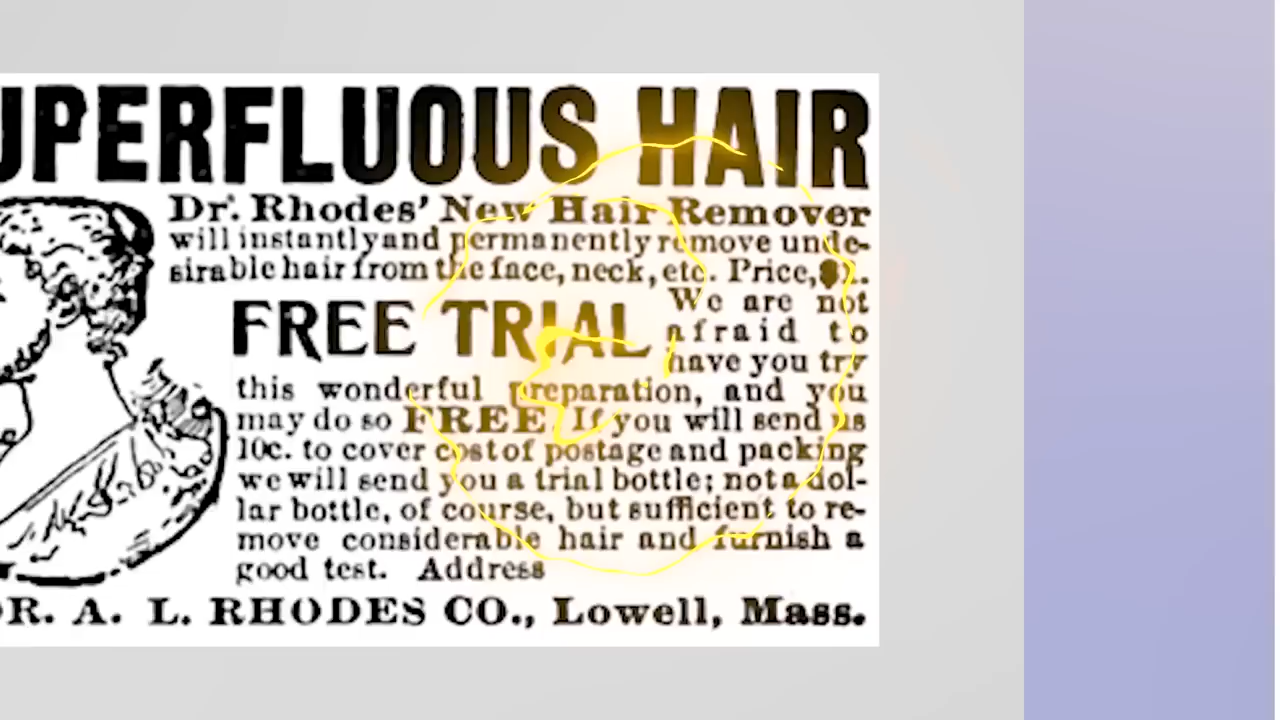 UPERFLUOUS HAIR
Dr. Rhodes' New Hair Remover
will instantly and permanently remove unde-
sirable hair from the face, neck, etc. Price, $1.
We are not
FREE TRIAL afraid to
have you try
this wonderful preparation, and you
may do so FREE. If you will send us
10c. to cover cost of postage and packing
we will send you a trial bottle; not a dol-
lar bottle, of course, but sufficient to re-
move considerable hair and furnish a
good test. Address
DR. A. L. RHODES CO., Lowell, Mass.